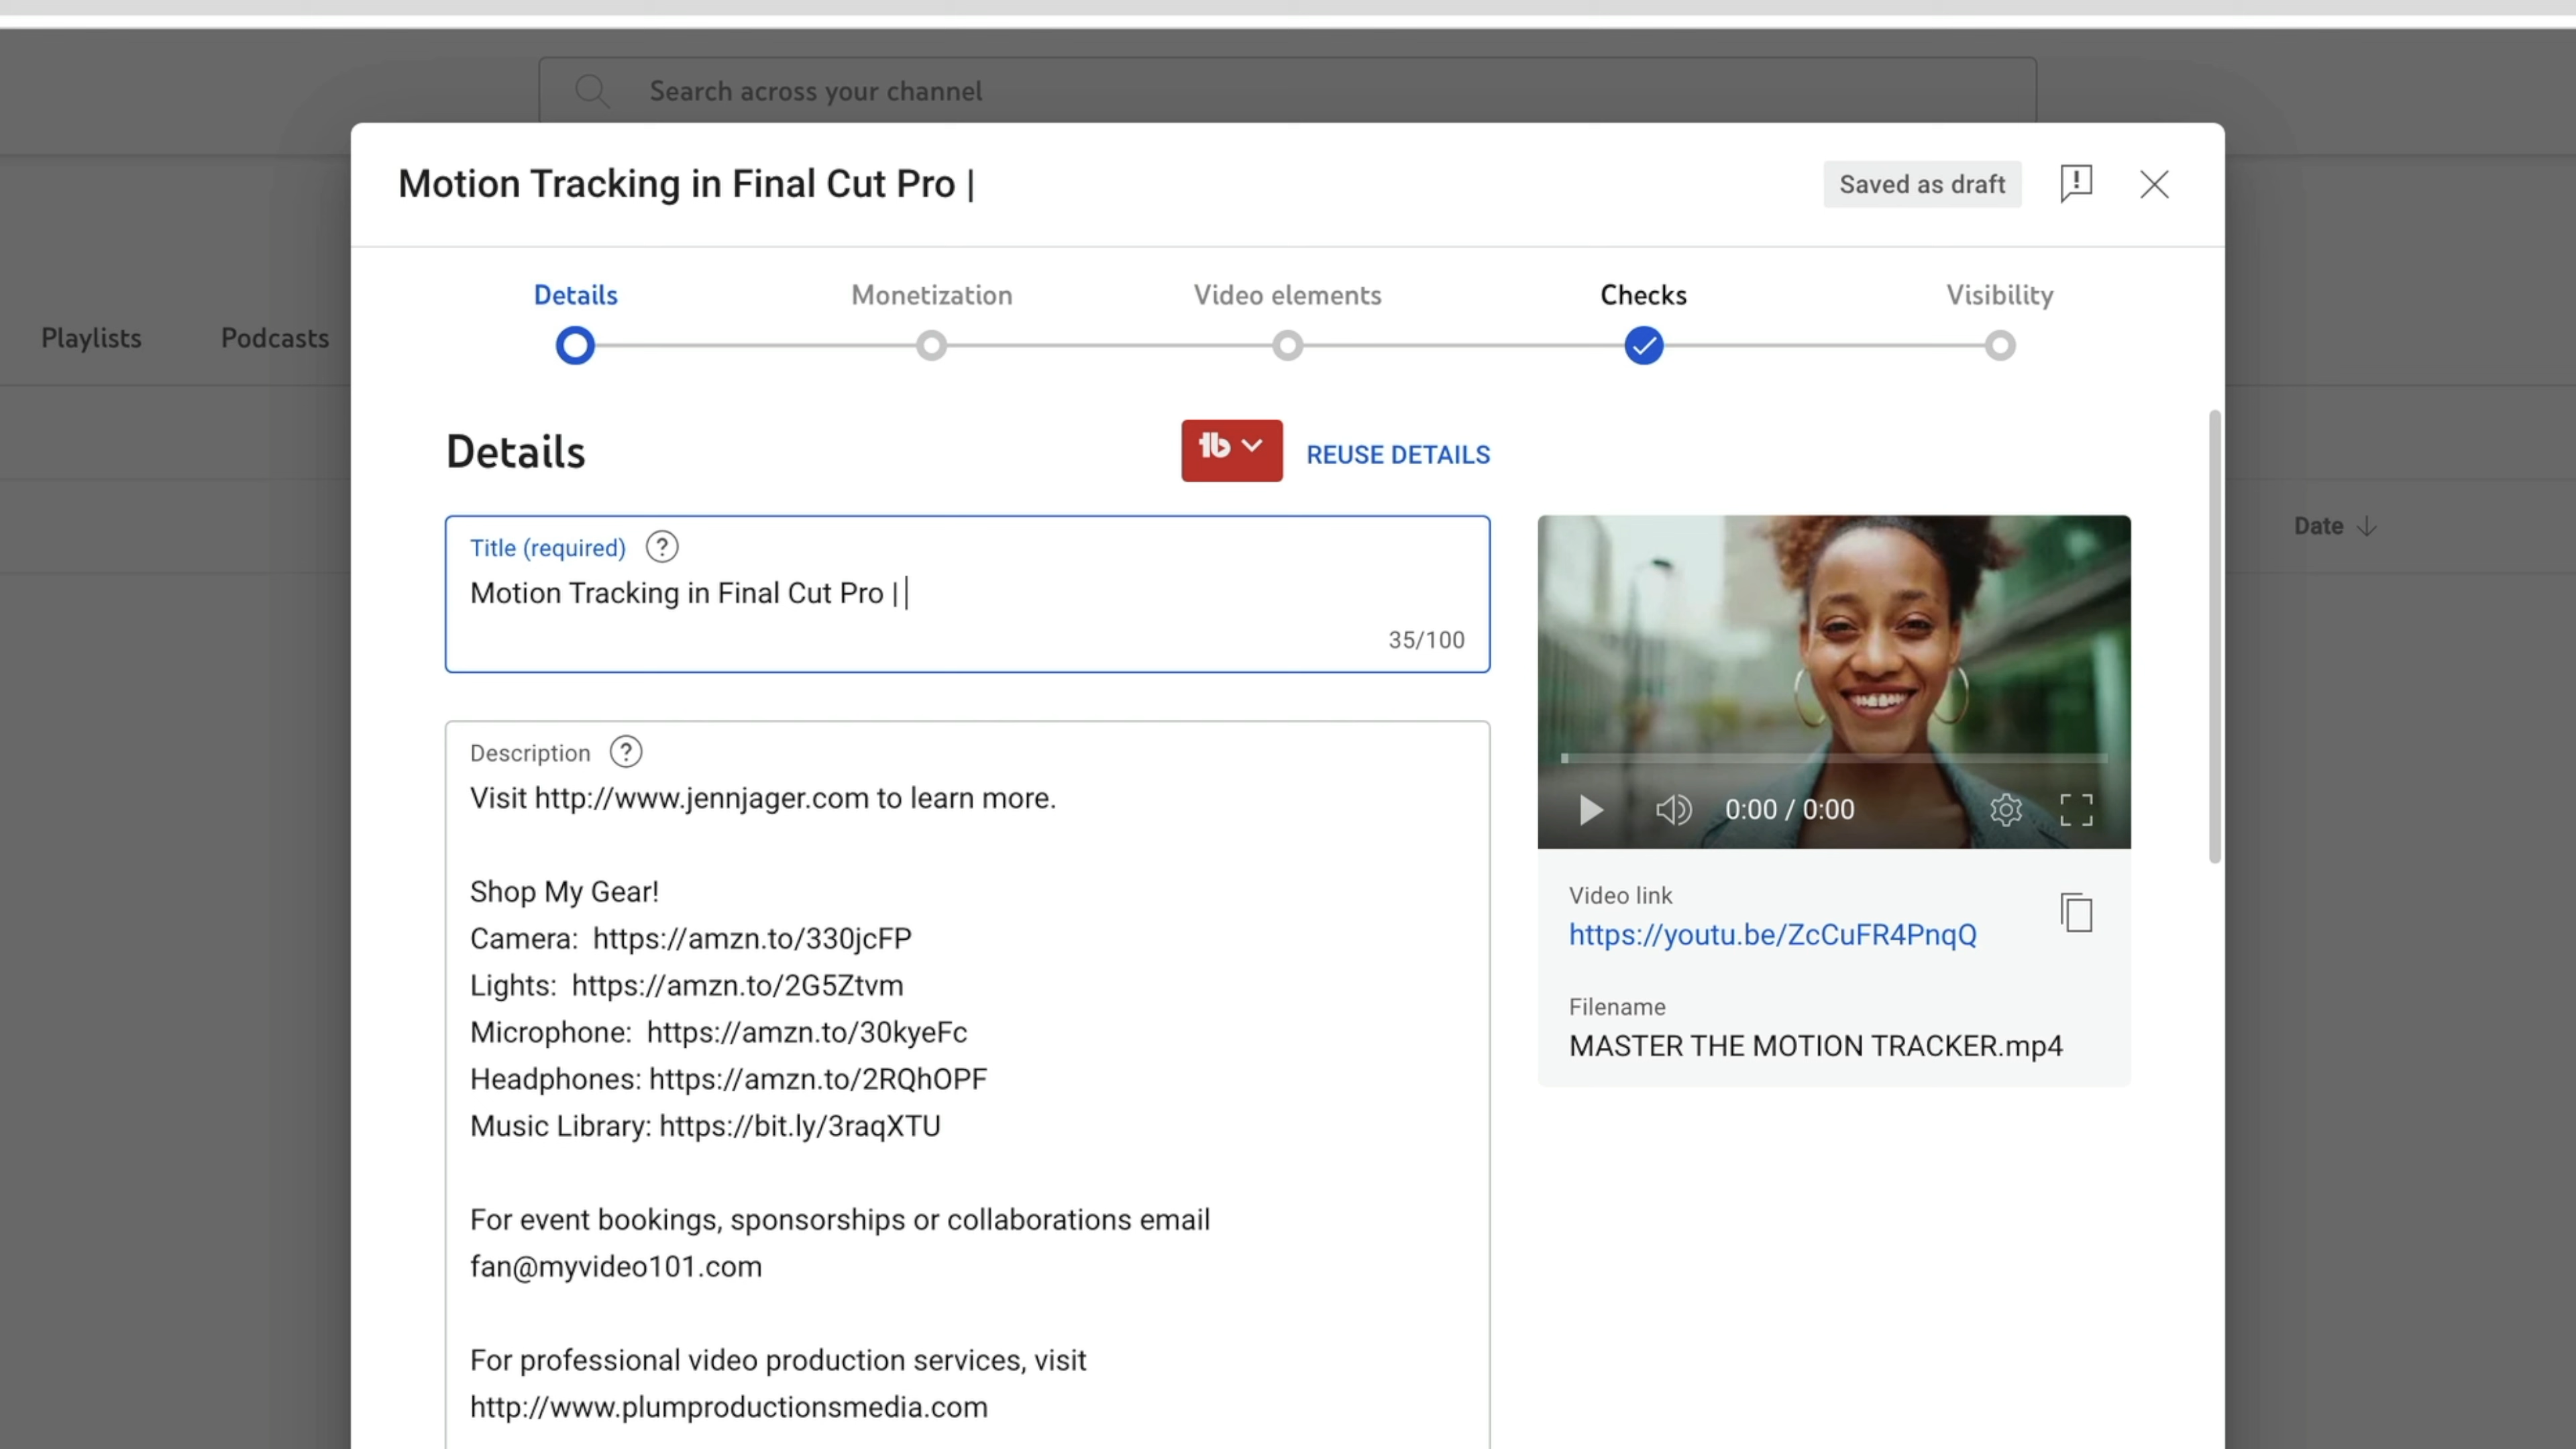 Search across your channel
Motion Tracking in Final Cut Pro |
Saved as draft
Details
Monetization
Video elements
Checks
Visibility
Playlists
Podcasts
Details
tb
REUSE DETAILS
Title (required) ?
Motion Tracking in Final Cut Pro |
35/100
Date
Description ?
Visit http://www.jennjager.com to learn more.
Shop My Gear!
Camera: https://amzn.to/330jcFP
Lights: https://amzn.to/2G5Ztvm
Microphone: https://amzn.to/30kyeFc
Headphones: https://amzn.to/2RQhOPF
Music Library: https://bit.ly/3raqXTU
For event bookings, sponsorships or collaborations email
fan@myvideo101.com
For professional video production services, visit
http://www.plumproductionsmedia.com
0:00 / 0:00
Video link
https://youtu.be/ZcCuFR4PnqQ
Filename
MASTER THE MOTION TRACKER.mp4